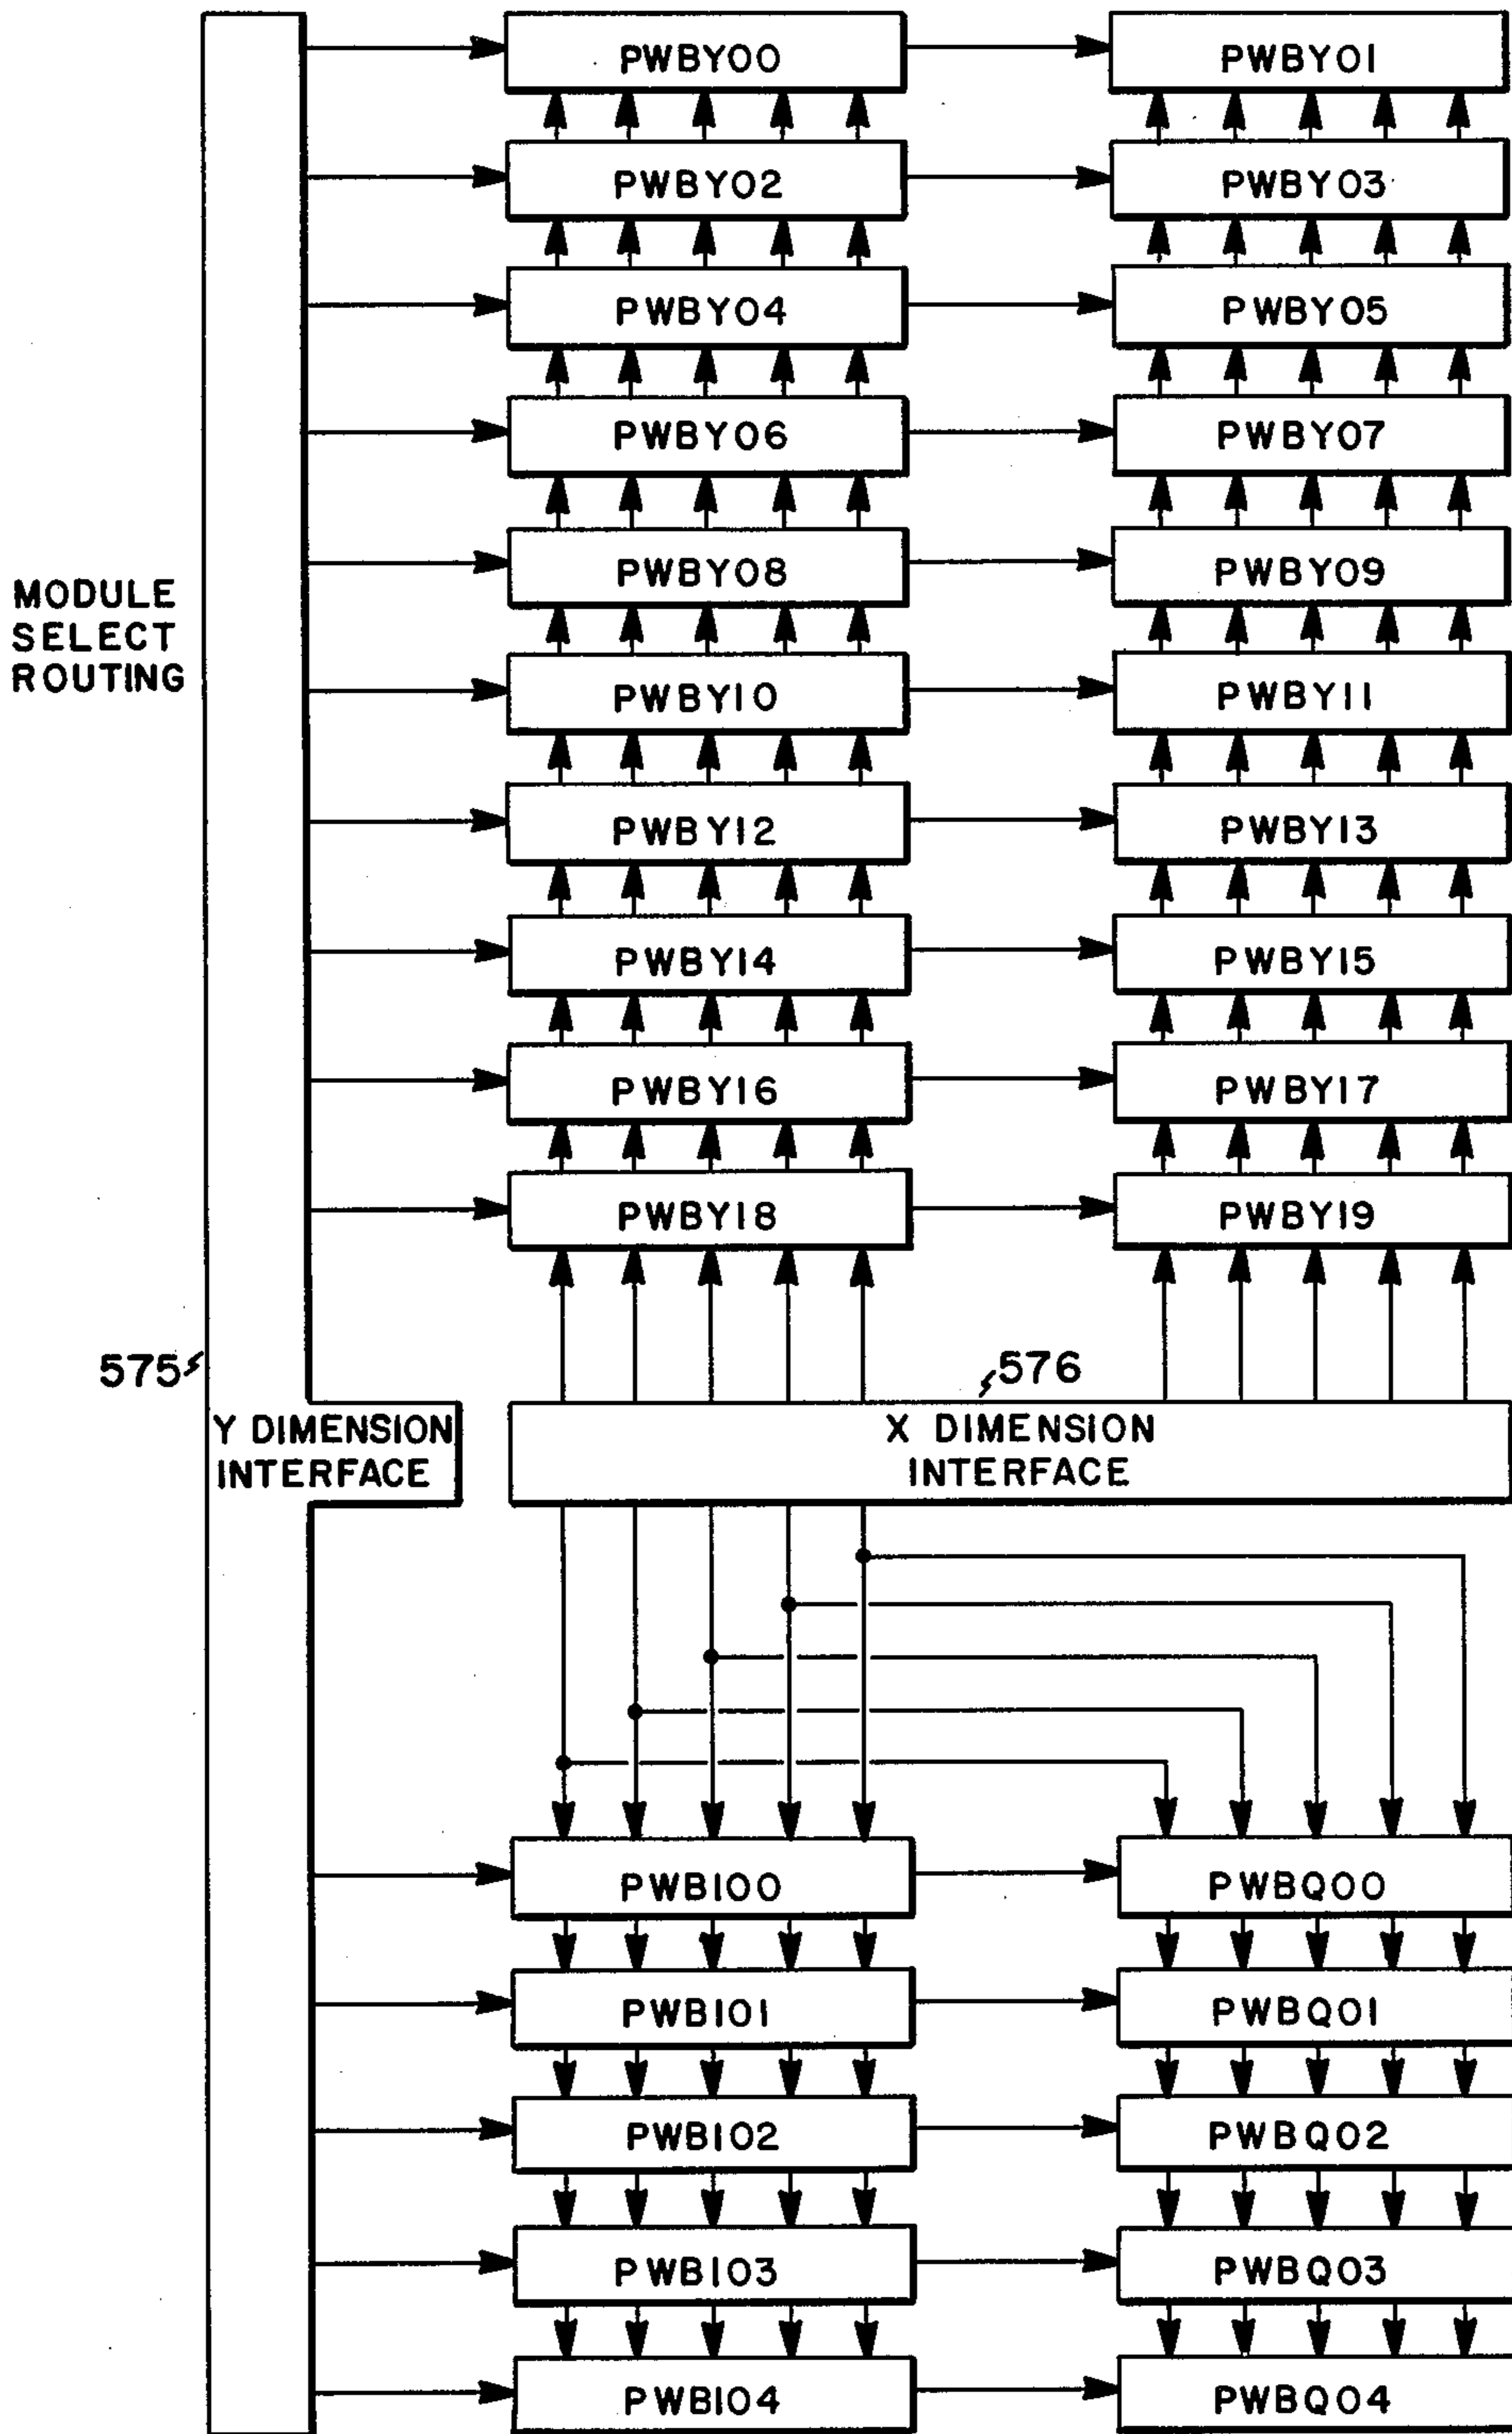 PWBY00
PWBY01
PWBY02
PWBY03
PWBY04
PWBY05
PWBY06
PWBY07
PWBY08
PWBY09
MODULE
SELECT
ROUTING
PWBY10
PWBY11
PWBY12
PWBY13
PWBY14
PWBY15
PWBY16
PWBY17
PWBY18
PWBY19
575
576
Y DIMENSION
INTERFACE
X DIMENSION
INTERFACE
PWBI00
PWBQ00
PWBI01
PWBQ01
PWBI02
PWBQ02
PWBI03
PWBQ03
PWBI04
PWBQ04